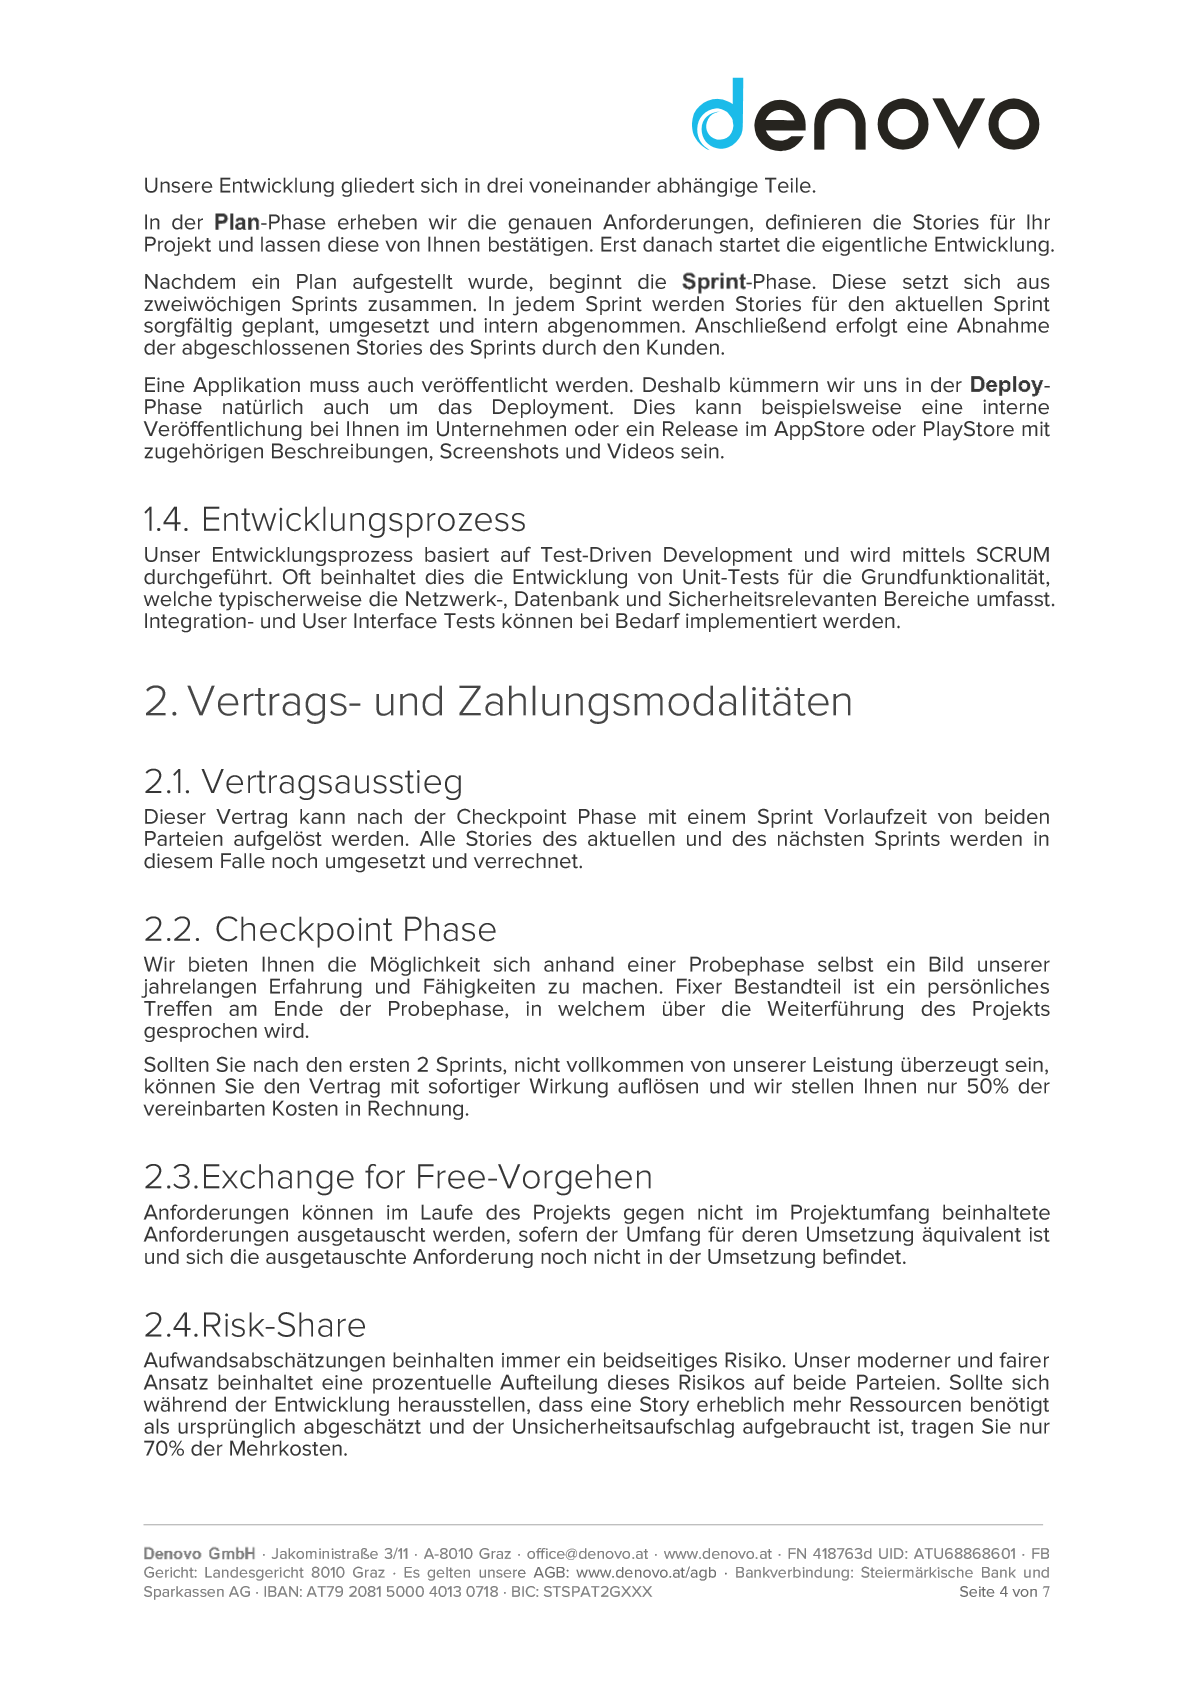 denovo
Unsere Entwicklung gliedert sich in drei voneinander abhängige Teile.
In der Plan-Phase erheben wir die genauen Anforderungen, definieren die Stories für Ihr
Projekt und lassen diese von Ihnen bestätigen. Erst danach startet die eigentliche Entwicklung.
Nachdem ein Plan aufgestellt wurde, beginnt die Sprint-Phase. Diese setzt sich aus
zweiwöchigen Sprints zusammen. In jedem Sprint werden Stories für den aktuellen Sprint
sorgfältig geplant, umgesetzt und intern abgenommen. Anschließend erfolgt eine Abnahme
der abgeschlossenen Stories des Sprints durch den Kunden.
Eine Applikation muss auch veröffentlicht werden. Deshalb kümmern wir uns in der Deploy-
Phase natürlich auch um das Deployment. Dies kann beispielsweise eine interne
Veröffentlichung bei Ihnen im Unternehmen oder ein Release im AppStore oder PlayStore mit
zugehörigen Beschreibungen, Screenshots und Videos sein.
1.4. Entwicklungsprozess
Unser Entwicklungsprozess basiert auf Test-Driven Development und wird mittels SCRUM
durchgeführt. Oft beinhaltet dies die Entwicklung von Unit-Tests für die Grundfunktionalität,
welche typischerweise die Netzwerk-, Datenbank und Sicherheitsrelevanten Bereiche umfasst.
Integration- und User Interface Tests können bei Bedarf implementiert werden.
2. Vertrags- und Zahlungsmodalitäten
2.1. Vertragsausstieg
Dieser Vertrag kann nach der Checkpoint Phase mit einem Sprint Vorlaufzeit von beiden
Parteien aufgelöst werden. Alle Stories des aktuellen und des nächsten Sprints werden in
diesem Falle noch umgesetzt und verrechnet.
2.2. Checkpoint Phase
Wir bieten Ihnen die Möglichkeit sich anhand einer Probephase selbst ein Bild unserer
jahrelangen Erfahrung und Fähigkeiten zu machen. Fixer Bestandteil ist ein persönliches
Treffen am Ende der Probephase, in welchem über die Weiterführung des Projekts
gesprochen wird.
Sollten Sie nach den ersten 2 Sprints, nicht vollkommen von unserer Leistung überzeugt sein,
können Sie den Vertrag mit sofortiger Wirkung auflösen und wir stellen Ihnen nur 50% der
vereinbarten Kosten in Rechnung.
2.3.Exchange for Free-Vorgehen
Anforderungen können im Laufe des Projekts gegen nicht im Projektumfang beinhaltete
Anforderungen ausgetauscht werden, sofern der Umfang für deren Umsetzung äquivalent ist
und sich die ausgetauschte Anforderung noch nicht in der Umsetzung befindet.
2.4.Risk-Share
Aufwandsabschätzungen beinhalten immer ein beidseitiges Risiko. Unser moderner und fairer
Ansatz beinhaltet eine prozentuelle Aufteilung dieses Risikos auf beide Parteien. Sollte sich
während der Entwicklung herausstellen, dass eine Story erheblich mehr Ressourcen benötigt
als ursprünglich abgeschätzt und der Unsicherheitsaufschlag aufgebraucht ist, tragen Sie nur
70% der Mehrkosten.
Denovo GmbH · Jakoministraße 3/11 · A-8010 Graz · office@denovo.at · www.denovo.at · FN 418763d UID: ATU68868601 · FB
Gericht: Landesgericht 8010 Graz · Es gelten unsere AGB: www.denovo.at/agb · Bankverbindung: Steiermärkische Bank und
Sparkassen AG · IBAN: AT79 2081 5000 4013 0718 · BIC: STSPAT2GXXX Seite 4 von 7